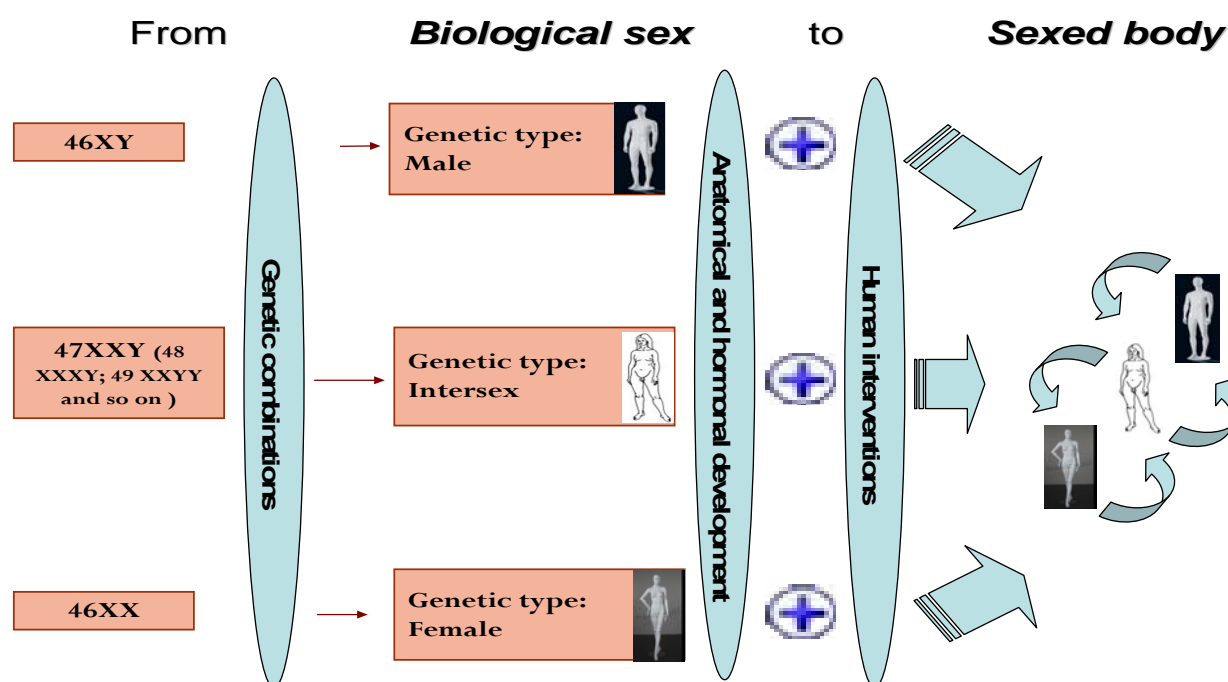 From Biological sex to Sexed body
46XY
Genetic type:
Male
47XXY (48
XXXY; 49 XXYY
and so on )
Genetic type:
Intersex
46XX
Genetic type:
Female
Genetic combinations
Anatomical and hormonal development
Human interventions